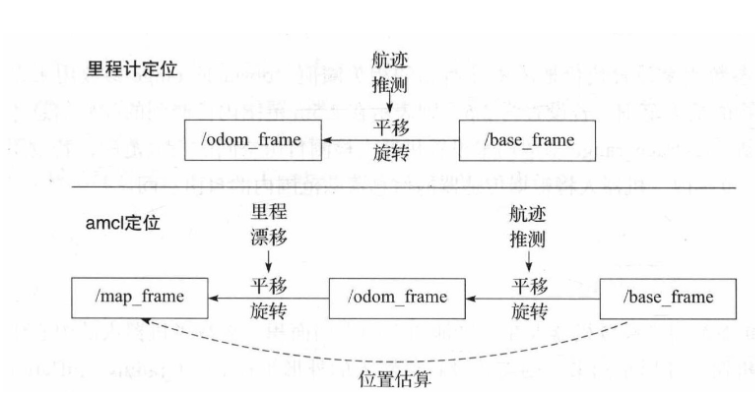 里程计定位
航迹
推测
/odom_frame
平移
旋转
/base_frame
amcl定位
里程
漂移
航迹
推测
/map_frame
平移
旋转
/odom_frame
平移
旋转
/base_frame
位置估算